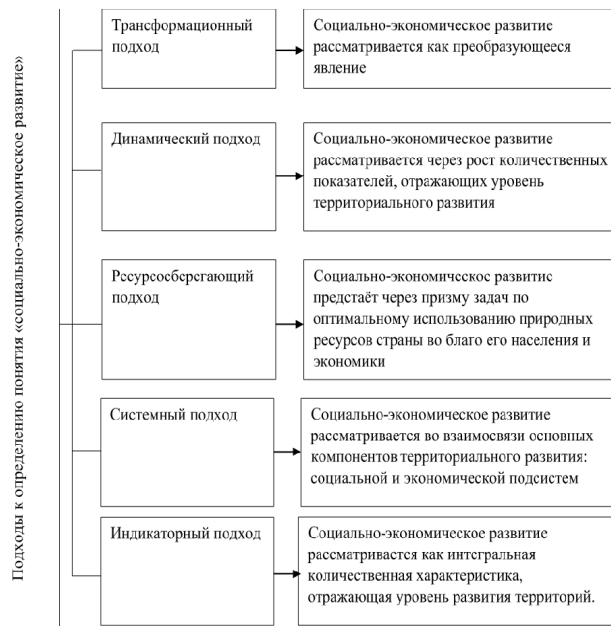 Подходы к определению понятия «социально-экономическое развитие»
Трансформационный
подход
Социально-экономическое развитие
рассматривается как преобразующееся
явление
Динамический подход
Социально-экономическое развитие
рассматривается через рост количественных
показателей, отражающих уровень
территориального развития
Ресурсосберегающий
подход
Социально-экономическое развитие
предстаёт через призму задач по
оптимальному использованию природных
ресурсов страны во благо его населения и
экономики
Системный подход
Социально-экономическое развитие
рассматривается во взаимосвязи основных
компонентов территориального развития:
социальной и экономической подсистем
Индикаторный подход
Социально-экономическое развитие
рассматривается как интегральная
количественная характеристика,
отражающая уровень развития территорий.